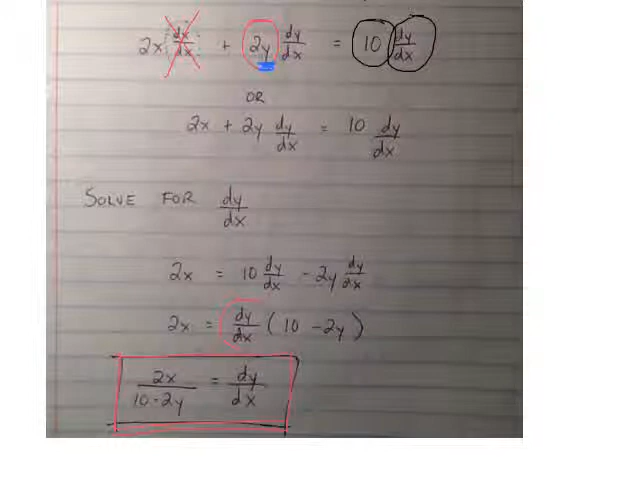 2x dx/dx + 2y dy/dx = 10 dy/dx
OR
2x + 2y dy/dx = 10 dy/dx
SOLVE FOR dy/dx
2x = 10 dy/dx - 2y dy/dx
2x = dy/dx (10 - 2y)
2x/10-2y = dy/dx